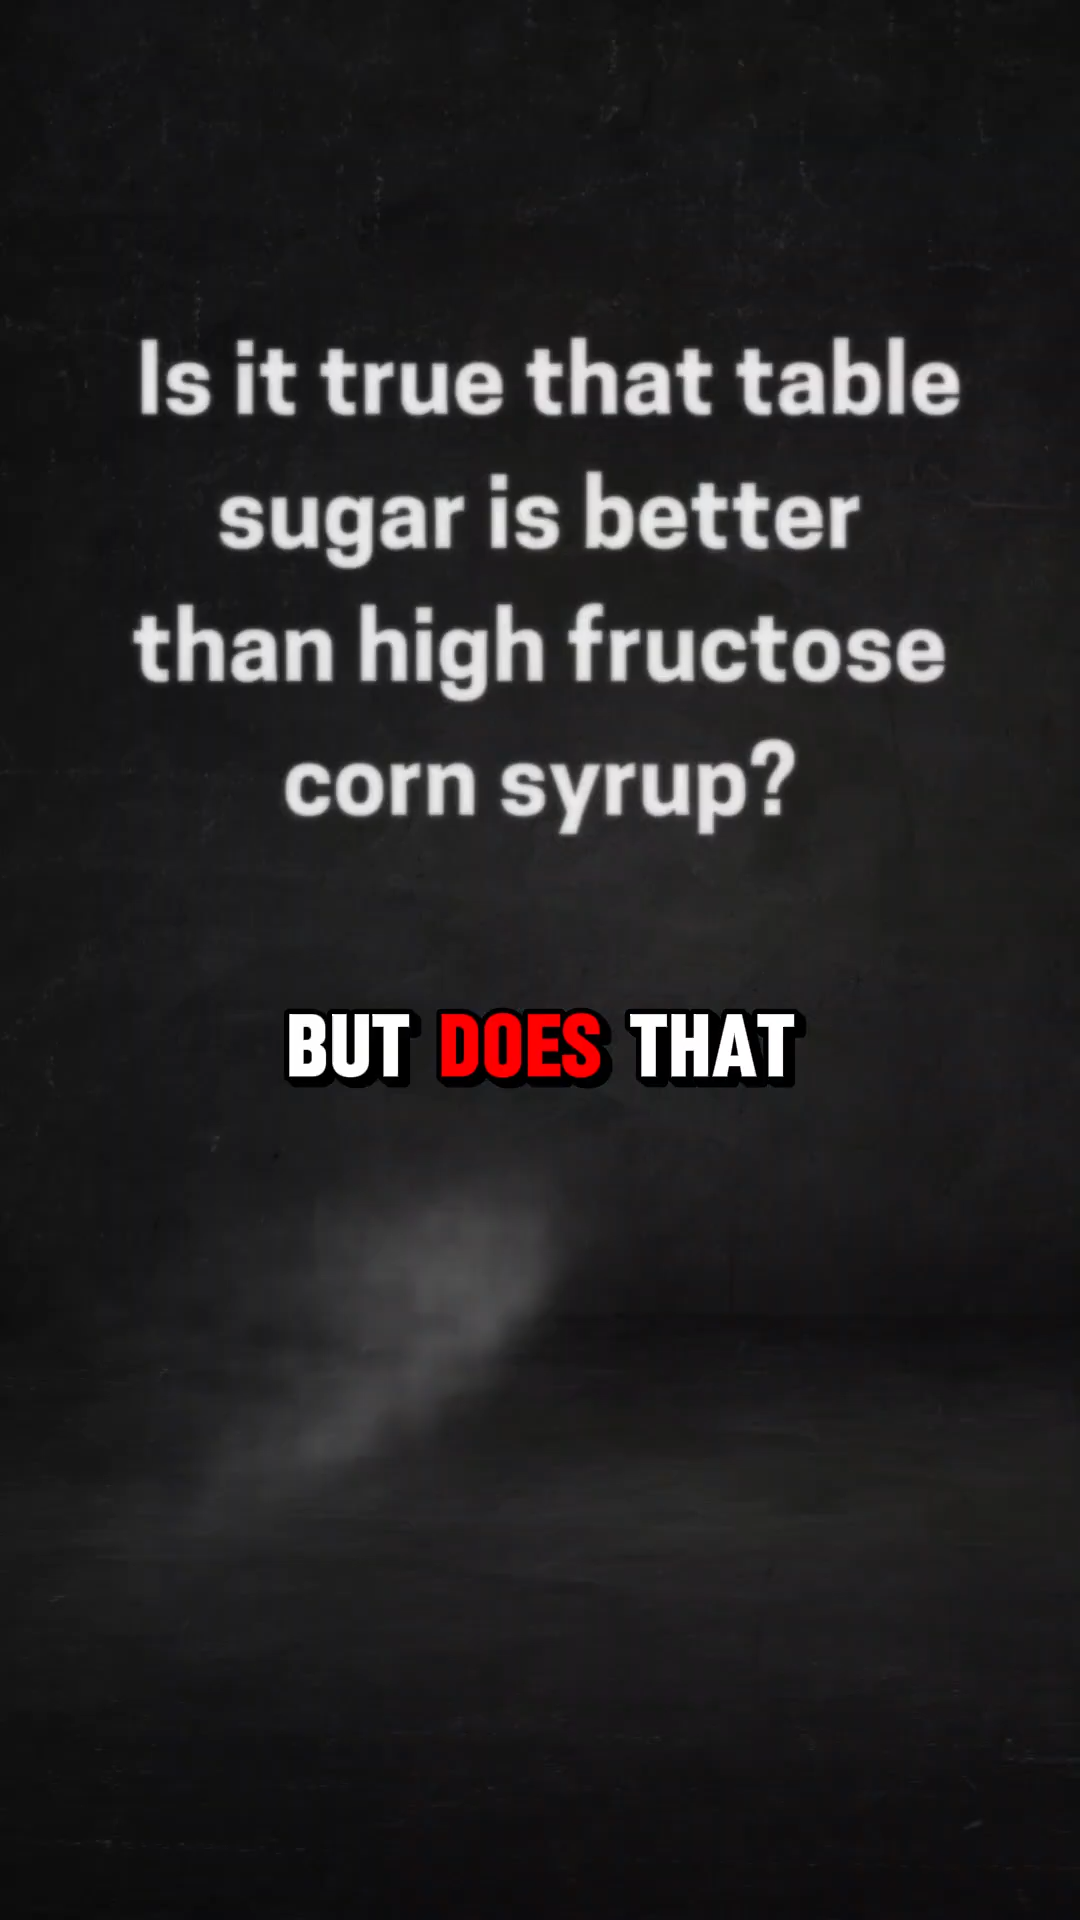 Is it true that table
sugar is better
than high fructose
corn syrup?
BUT DOES THAT